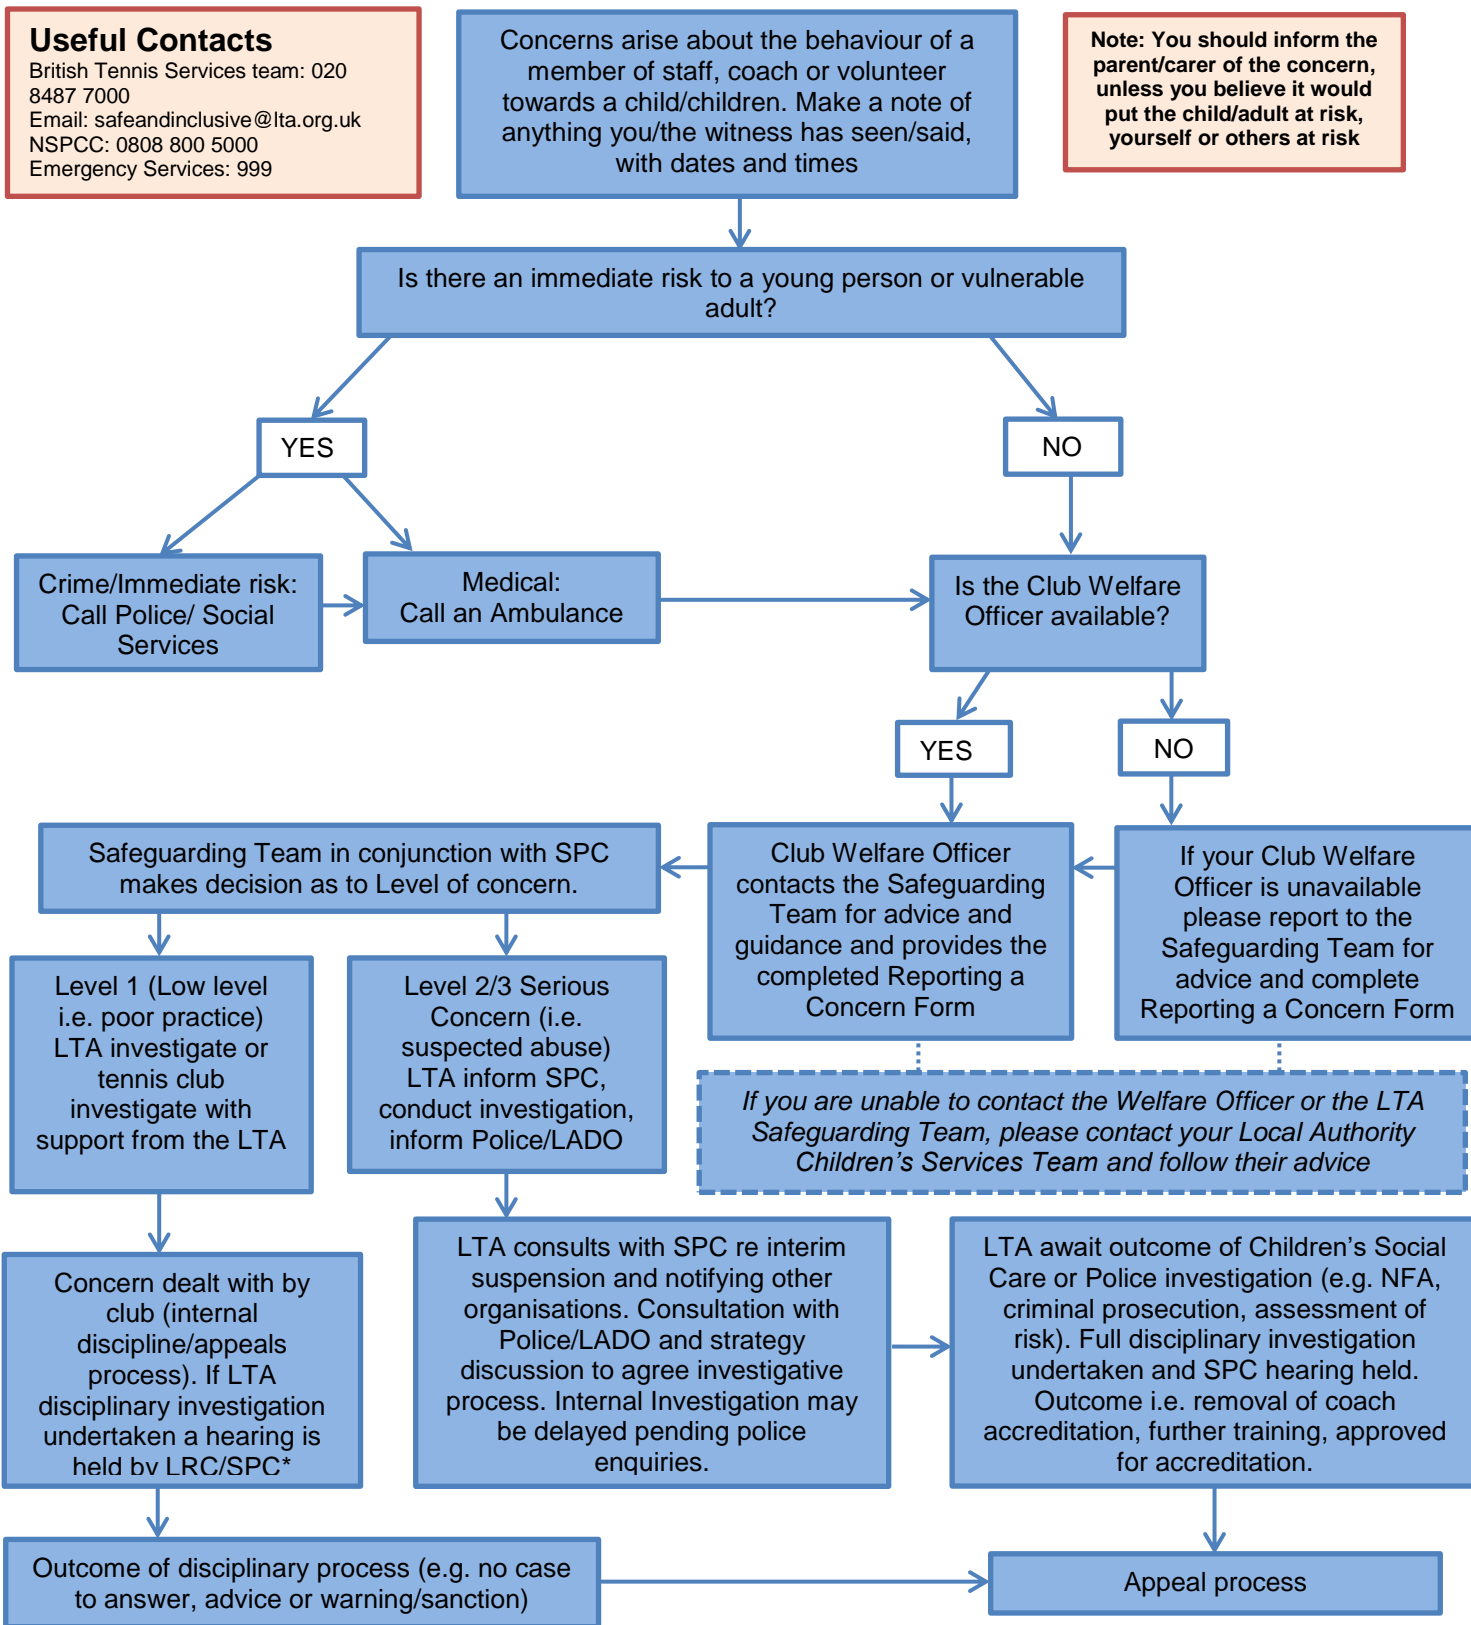 Useful Contacts
British Tennis Services team: 020
8487 7000
Email: safeandinclusive@lta.org.uk
NSPCC: 0808 800 5000
Emergency Services: 999
Concerns arise about the behaviour of a
member of staff, coach or volunteer
towards a child/children. Make a note of
anything you/the witness has seen/said,
with dates and times
Note: You should inform the
parent/carer of the concern,
unless you believe it would
put the child/adult at risk,
yourself or others at risk
Is there an immediate risk to a young person or vulnerable
adult?
YES
NO
Crime/Immediate risk:
Call Police/ Social
Services
Medical:
Call an Ambulance
Is the Club Welfare
Officer available?
YES
NO
Safeguarding Team in conjunction with SPC
makes decision as to Level of concern.
Club Welfare Officer
contacts the Safeguarding
Team for advice and
guidance and provides the
completed Reporting a
Concern Form
If your Club Welfare
Officer is unavailable
please report to the
Safeguarding Team for
advice and complete
Reporting a Concern Form
Level 1 (Low level
i.e. poor practice)
LTA investigate or
tennis club
investigate with
support from the LTA
Level 2/3 Serious
Concern (i.e.
suspected abuse)
LTA inform SPC,
conduct investigation,
inform Police/LADO
If you are unable to contact the Welfare Officer or the LTA
Safeguarding Team, please contact your Local Authority
Children’s Services Team and follow their advice
Concern dealt with by
club (internal
discipline/appeals
process). If LTA
disciplinary investigation
undertaken a hearing is
held by LRC/SPC*
LTA consults with SPC re interim
suspension and notifying other
organisations. Consultation with
Police/LADO and strategy
discussion to agree investigative
process. Internal Investigation may
be delayed pending police
enquiries.
LTA await outcome of Children’s Social
Care or Police investigation (e.g. NFA,
criminal prosecution, assessment of
risk). Full disciplinary investigation
undertaken and SPC hearing held.
Outcome i.e. removal of coach
accreditation, further training, approved
for accreditation.
Outcome of disciplinary process (e.g. no case
to answer, advice or warning/sanction)
Appeal process